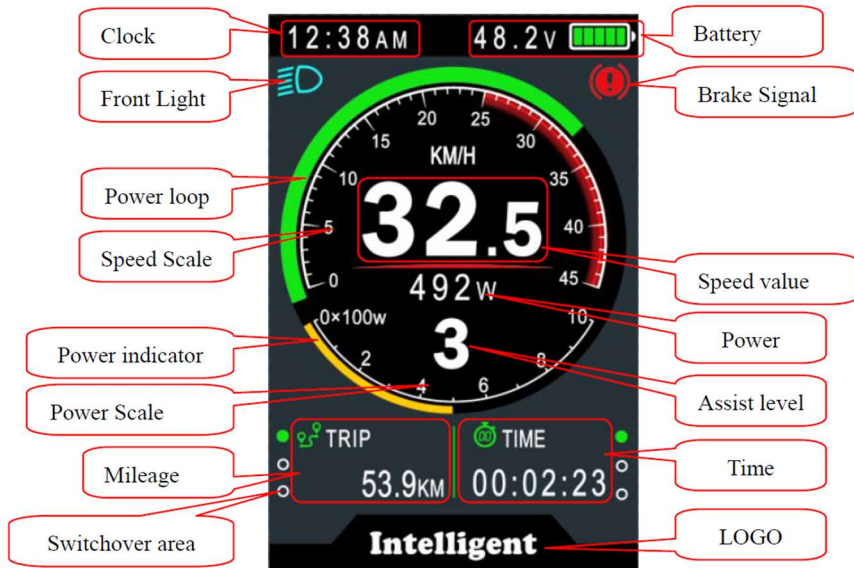 Clock
Front Light
Power loop
Speed Scale
Power indicator
Power Scale
Mileage
Switchover area
12:38AM
48.2V
KM/H
0
5
10
15
20
25
30
35
40
45
32.5
492W
0×100w
2
4
6
8
10
3
TRIP
53.9KM
00
TIME
00:02:23
Intelligent
Battery
Brake Signal
Speed value
Power
Assist level
Time
LOGO